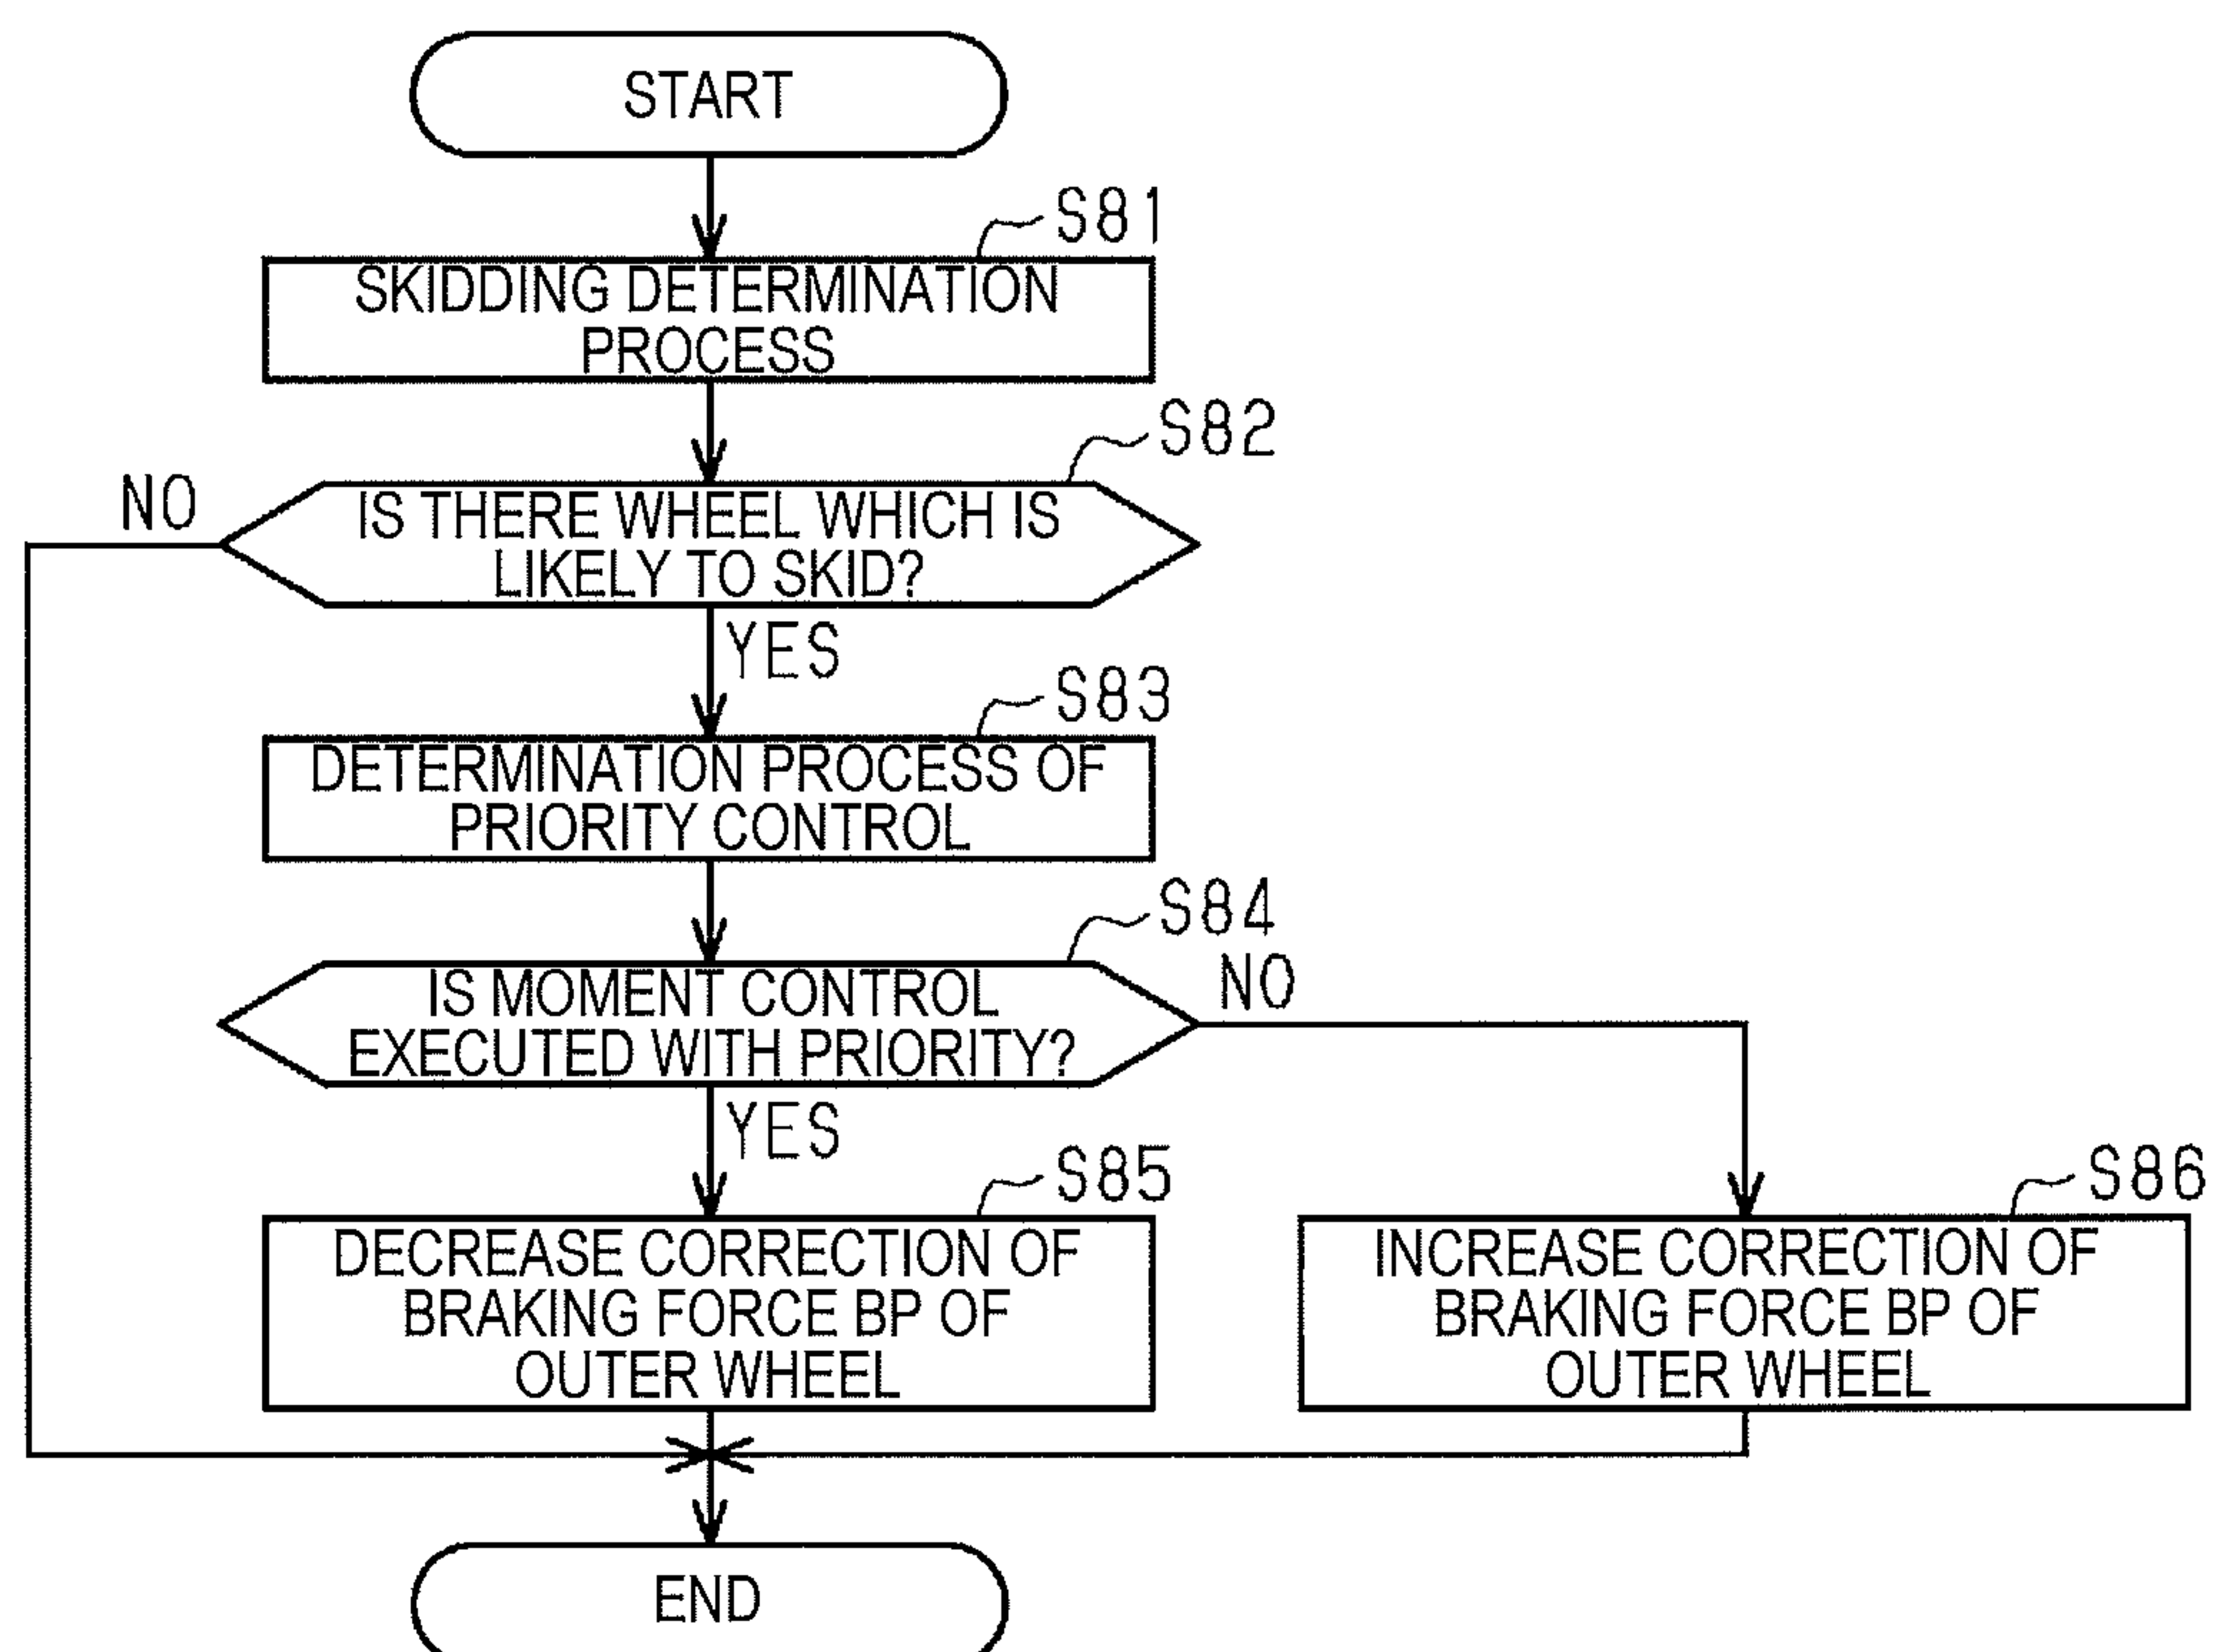 START
S81
SKIDDING DETERMINATION
PROCESS
S82
NO
IS THERE WHEEL WHICH IS
LIKELY TO SKID?
YES
S83
DETERMINATION PROCESS OF
PRIORITY CONTROL
S84
IS MOMENT CONTROL
EXECUTED WITH PRIORITY?
NO
YES
S85
DECREASE CORRECTION OF
BRAKING FORCE BP OF
OUTER WHEEL
S86
INCREASE CORRECTION OF
BRAKING FORCE BP OF
OUTER WHEEL
END